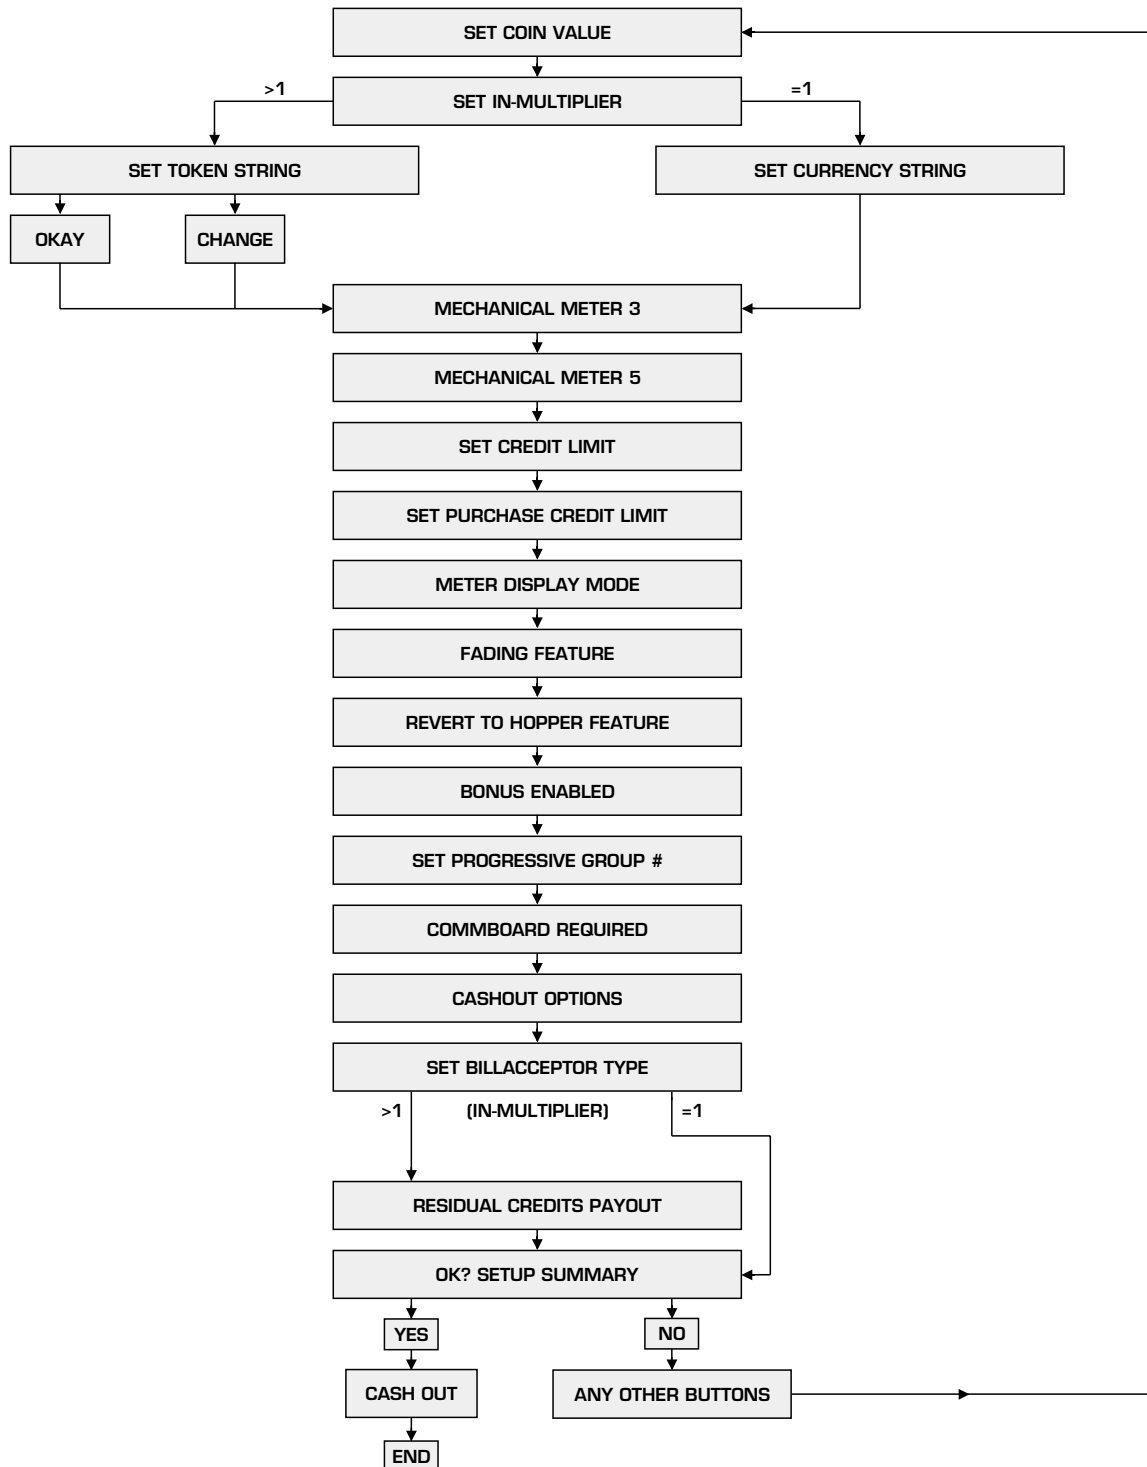 SET COIN VALUE
>1
SET IN-MULTIPLIER
=1
SET TOKEN STRING
SET CURRENCY STRING
OKAY
CHANGE
MECHANICAL METER 3
MECHANICAL METER 5
SET CREDIT LIMIT
SET PURCHASE CREDIT LIMIT
METER DISPLAY MODE
FADING FEATURE
REVERT TO HOPPER FEATURE
BONUS ENABLED
SET PROGRESSIVE GROUP #
COMMBOARD REQUIRED
CASHOUT OPTIONS
SET BILLACCEPTOR TYPE
>1
(IN-MULTIPLIER)
=1
RESIDUAL CREDITS PAYOUT
OK? SETUP SUMMARY
YES
NO
CASH OUT
ANY OTHER BUTTONS
END